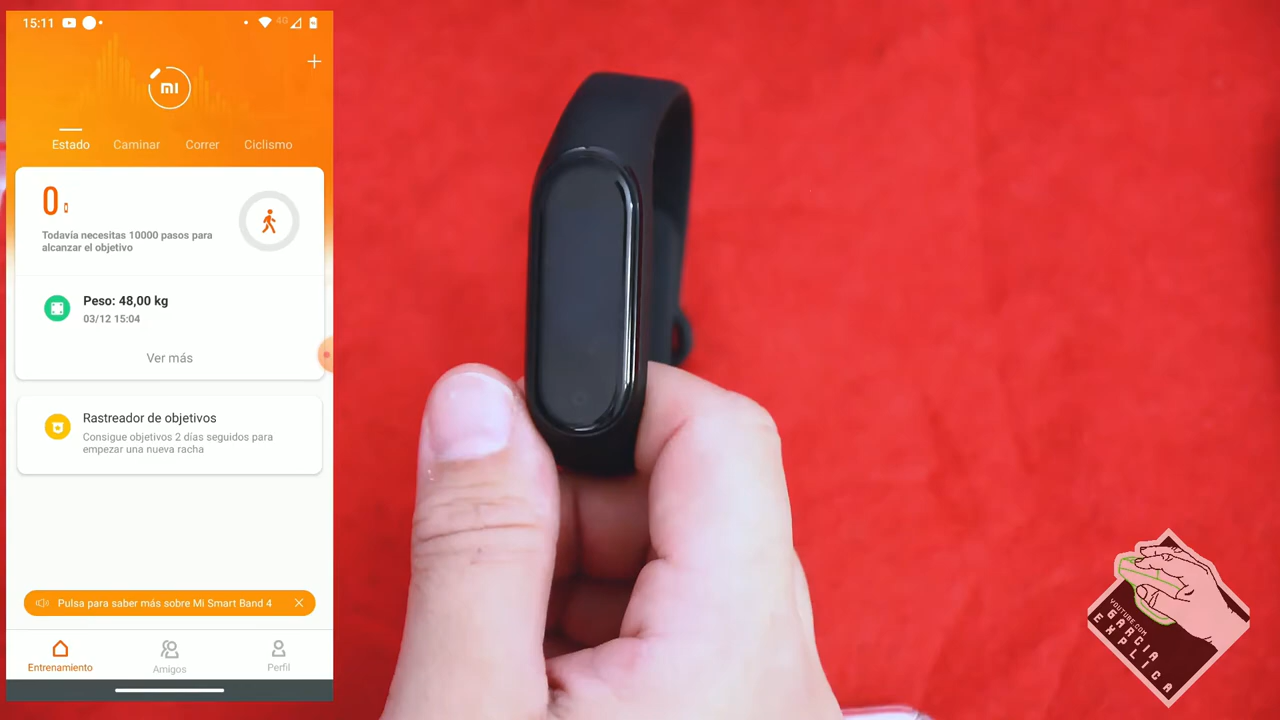 15:11
4G
mi
Estado Caminar Correr Ciclismo
0
Todavía necesitas 10000 pasos para
alcanzar el objetivo
Peso: 48,00 kg
03/12 15:04
Ver más
Rastreador de objetivos
Consigue objetivos 2 días seguidos para
empezar una nueva racha
Pulsa para saber más sobre Mi Smart Band 4
Entrenamiento Amigos Perfil
YOUTUBE.COM
GARCIA
EXPLICA